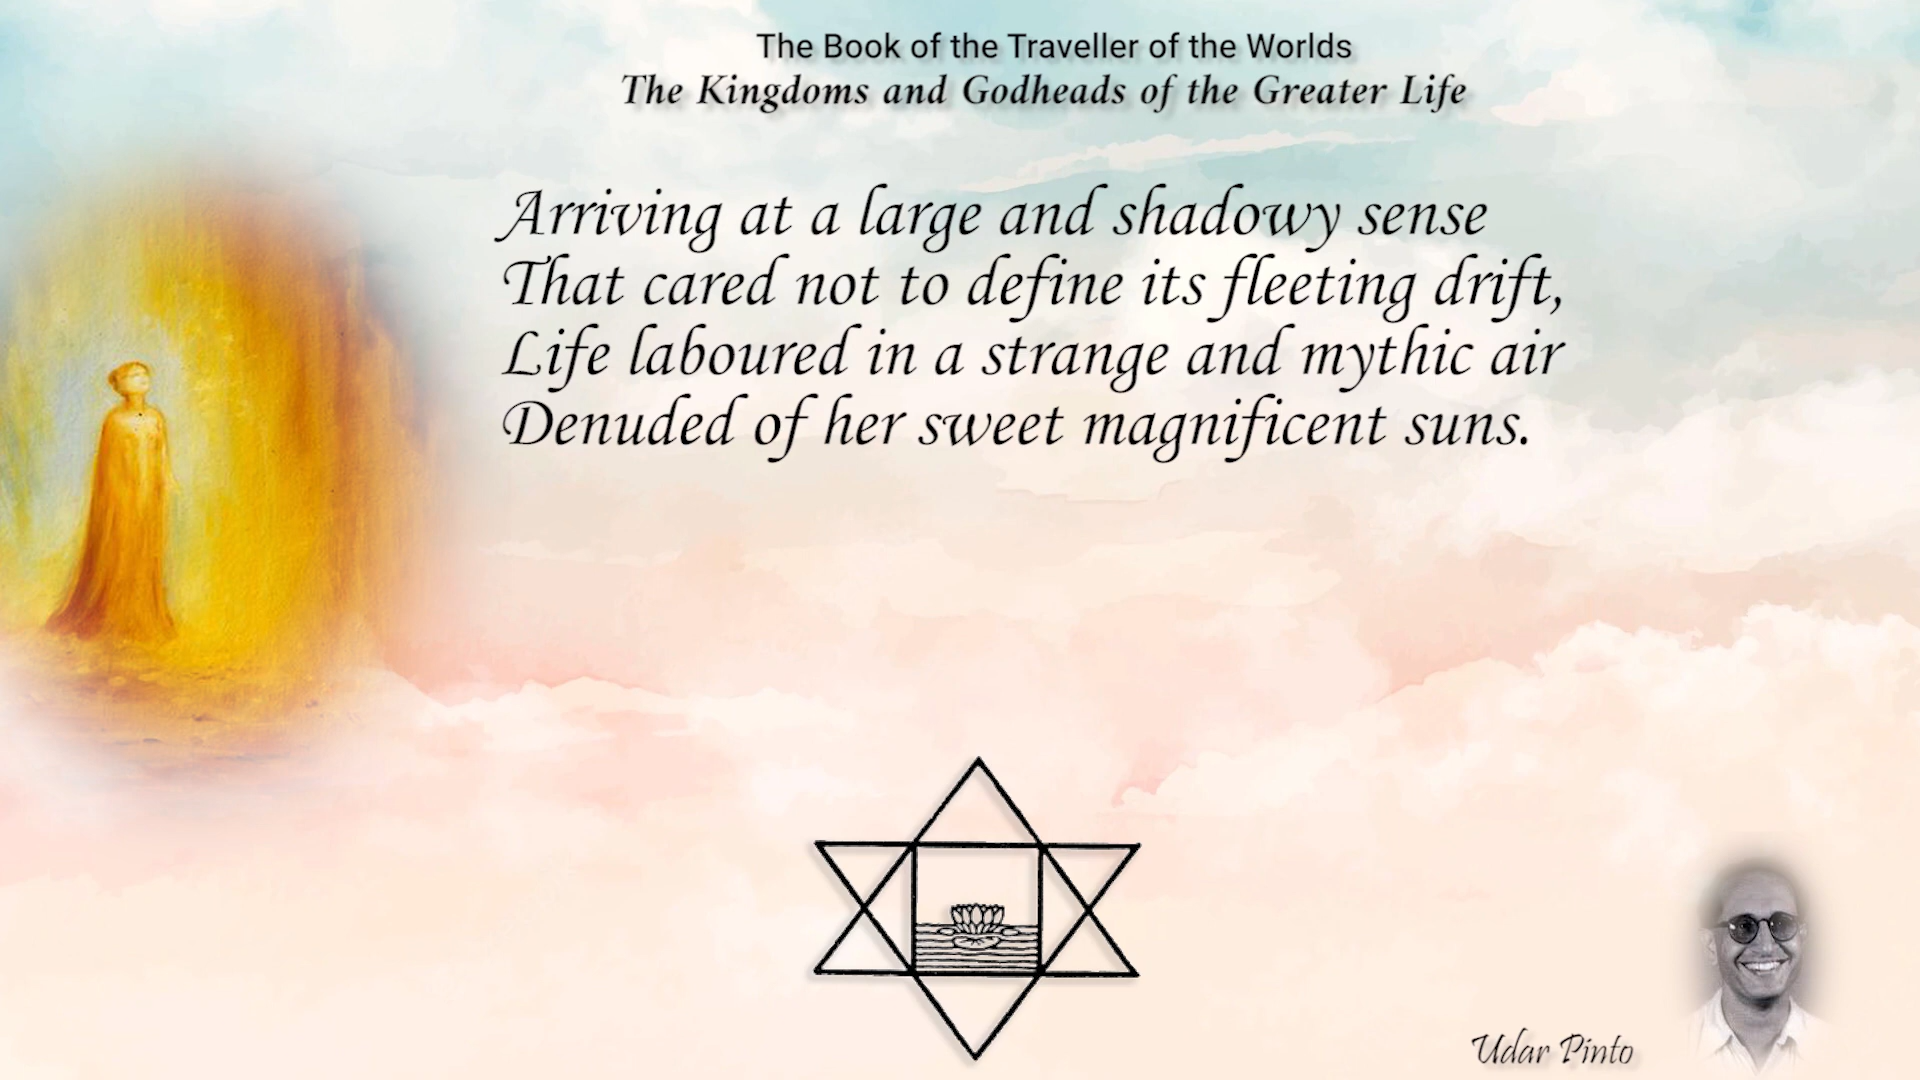 The Book of the Traveller of the Worlds
The Kingdoms and Godheads of the Greater Life
Arriving at a large and shadowy sense
That cared not to define its fleeting drift,
Life laboured in a strange and mythic air
Denuded of her sweet magnificent suns.
Udar Pinto